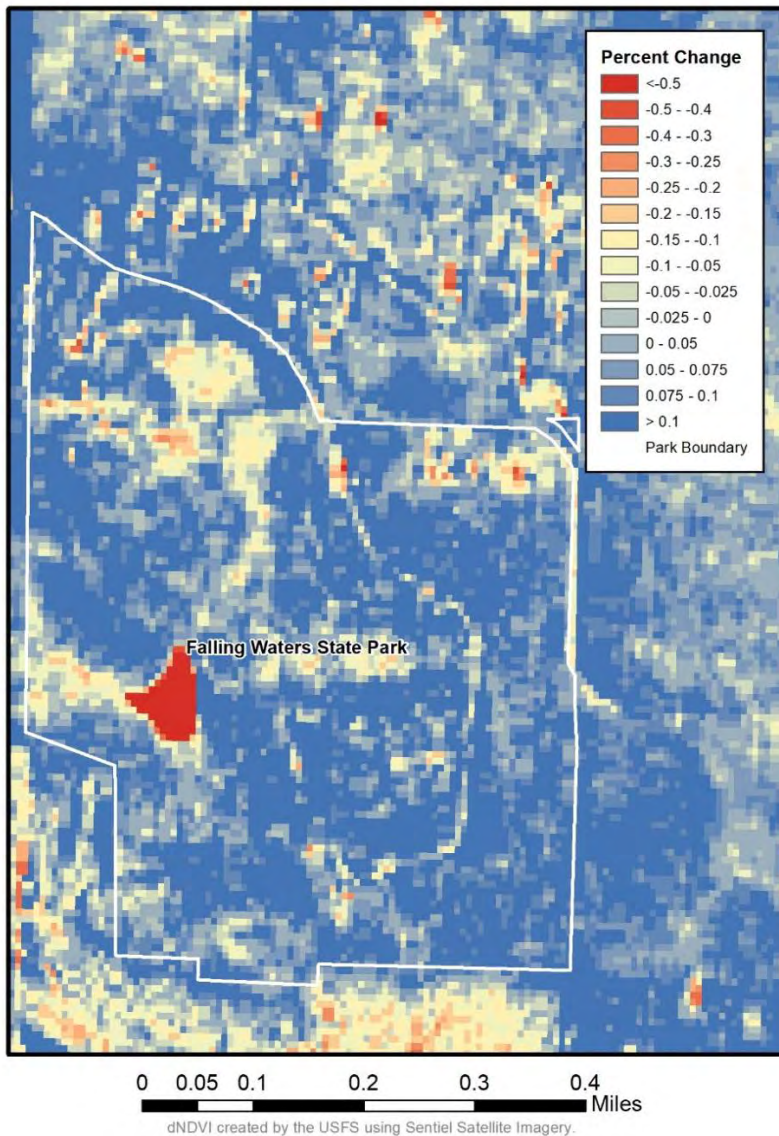 Percent Change
<-0.5
-0.5 - -0.4
-0.4 - -0.3
-0.3 - -0.25
-0.25 - -0.2
-0.2 - -0.15
-0.15 - -0.1
-0.1 - -0.05
-0.05 - -0.025
-0.025 - 0
0 - 0.05
0.05 - 0.075
0.075 - 0.1
> 0.1
Park Boundary
Falling Waters State Park
0 0.05 0.1 0.2 0.3 0.4
Miles
dNDVI created by the USFS using Sentiel Satellite Imagery.